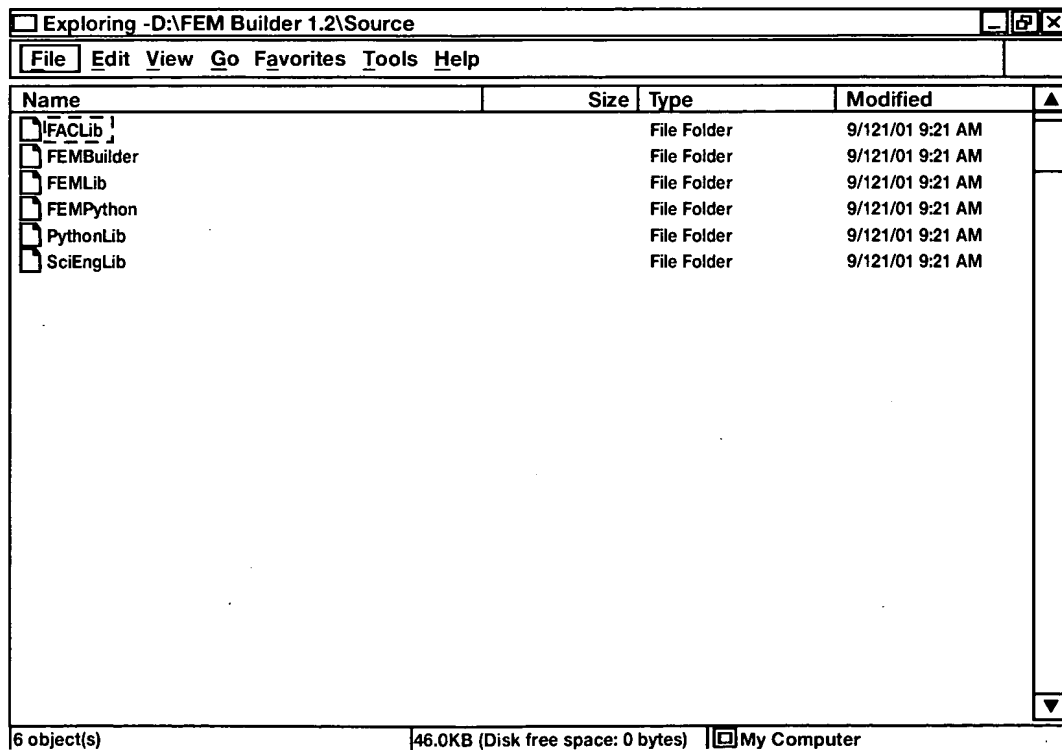 Exploring -D:\FEM Builder 1.2\Source
File Edit View Go Favorites Tools Help
Name Size Type Modified
FACLib File Folder 9/121/01 9:21 AM
FEMBuilder File Folder 9/121/01 9:21 AM
FEMLib File Folder 9/121/01 9:21 AM
FEMPython File Folder 9/121/01 9:21 AM
PythonLib File Folder 9/121/01 9:21 AM
SciEngLib File Folder 9/121/01 9:21 AM
6 object(s) 46.0KB (Disk free space: 0 bytes) My Computer